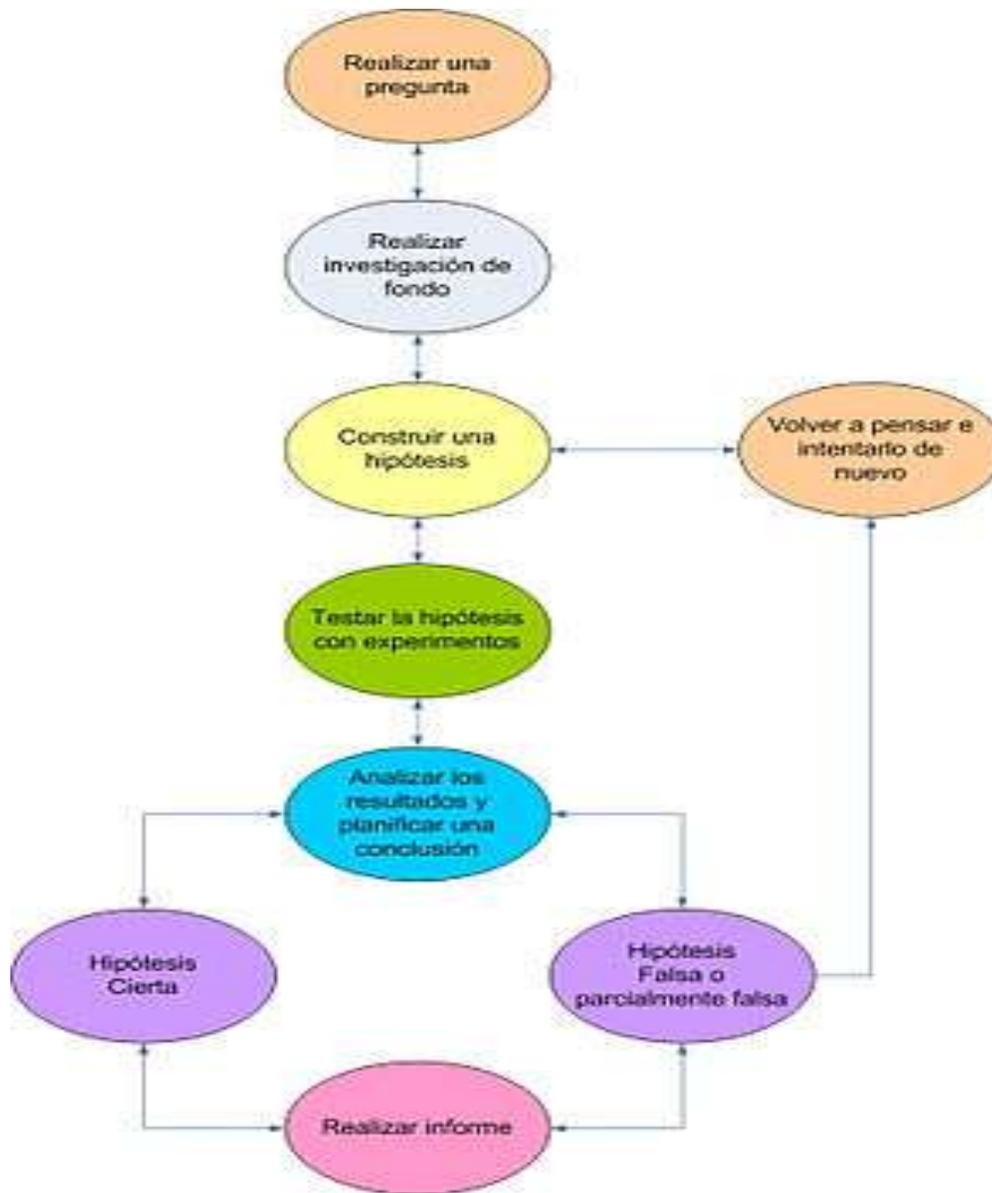 Realizar una
pregunta
Realizar
investigación de
fondo
Construir una
hipótesis
Volver a pensar e
intentarlo de
nuevo
Testar la hipótesis
con experimentos
Analizar los
resultados y
planificar una
conclusión
Hipótesis
Cierta
Hipótesis
Falsa o
parcialmente falsa
Realizar informe